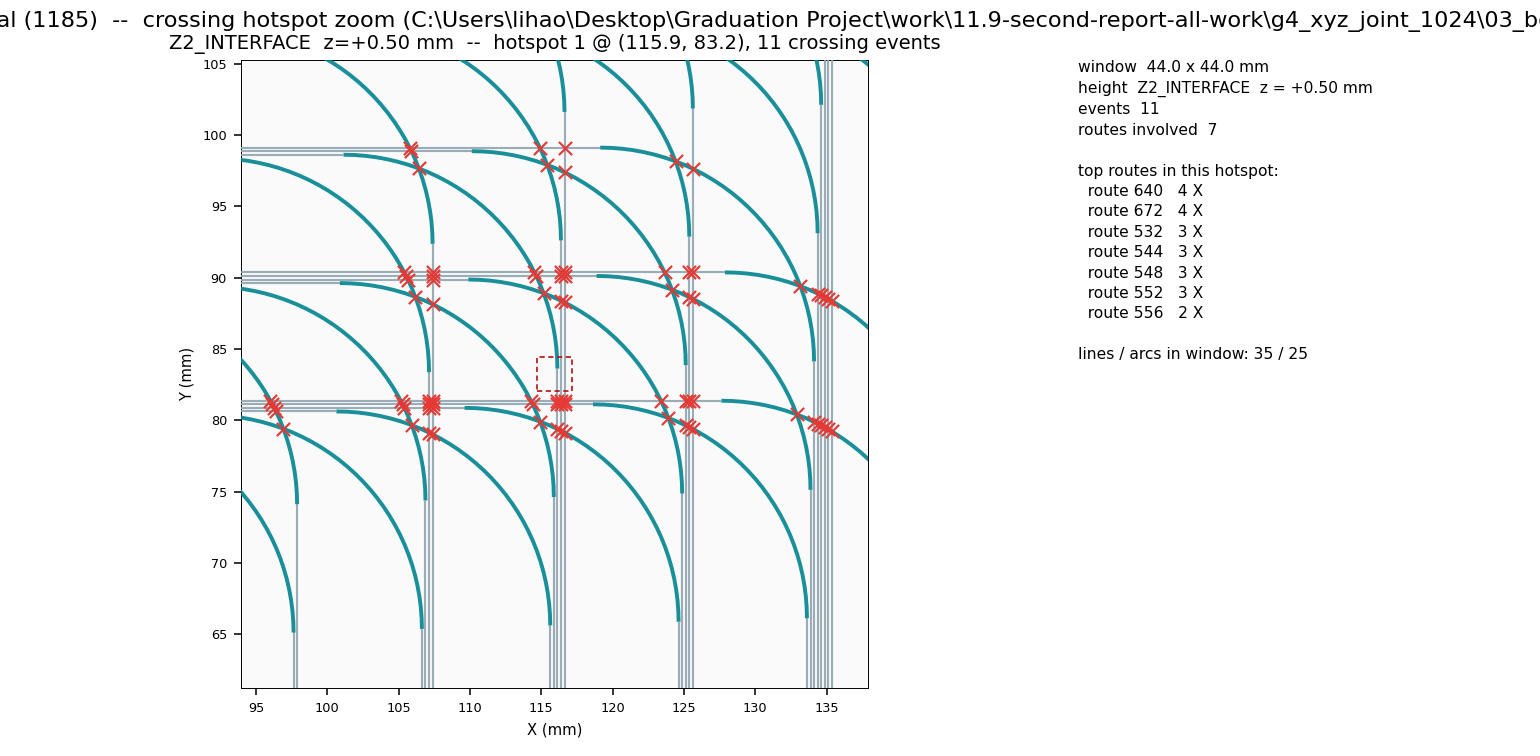 al (1185) -- crossing hotspot zoom (C:\Users\lihao\Desktop\Graduation Project\work\11.9-second-report-all-work\g4_xyz_joint_1024\03_b
Z2_INTERFACE z=+0.50 mm -- hotspot 1 @ (115.9, 83.2), 11 crossing events
window 44.0 x 44.0 mm
height Z2_INTERFACE z = +0.50 mm
events 11
routes involved 7
top routes in this hotspot:
route 640 4 X
route 672 4 X
route 532 3 X
route 544 3 X
route 548 3 X
route 552 3 X
route 556 2 X
lines / arcs in window: 35 / 25
105
100
95
90
85
80
75
70
65
Y (mm)
95 100 105 110 115 120 125 130 135
X (mm)